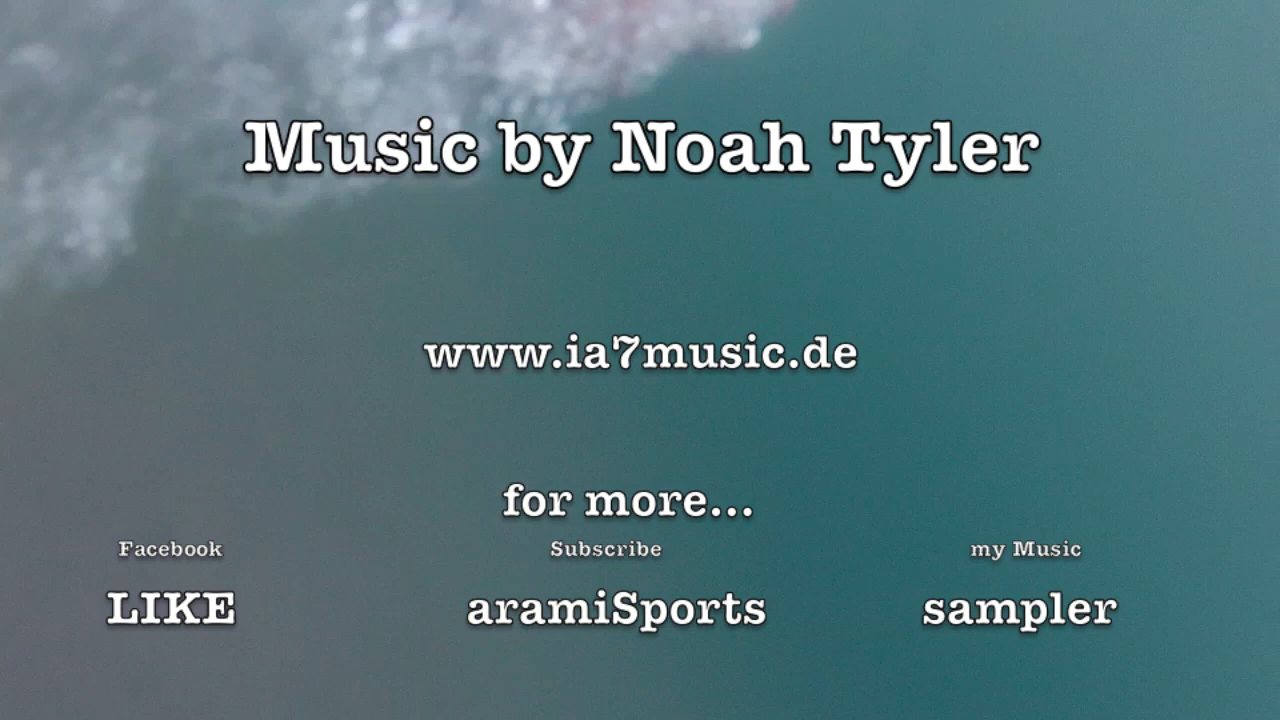 Music by Noah Tyler
www.ia7music.de
for more...
Facebook Subscribe my Music
LIKE aramiSports sampler